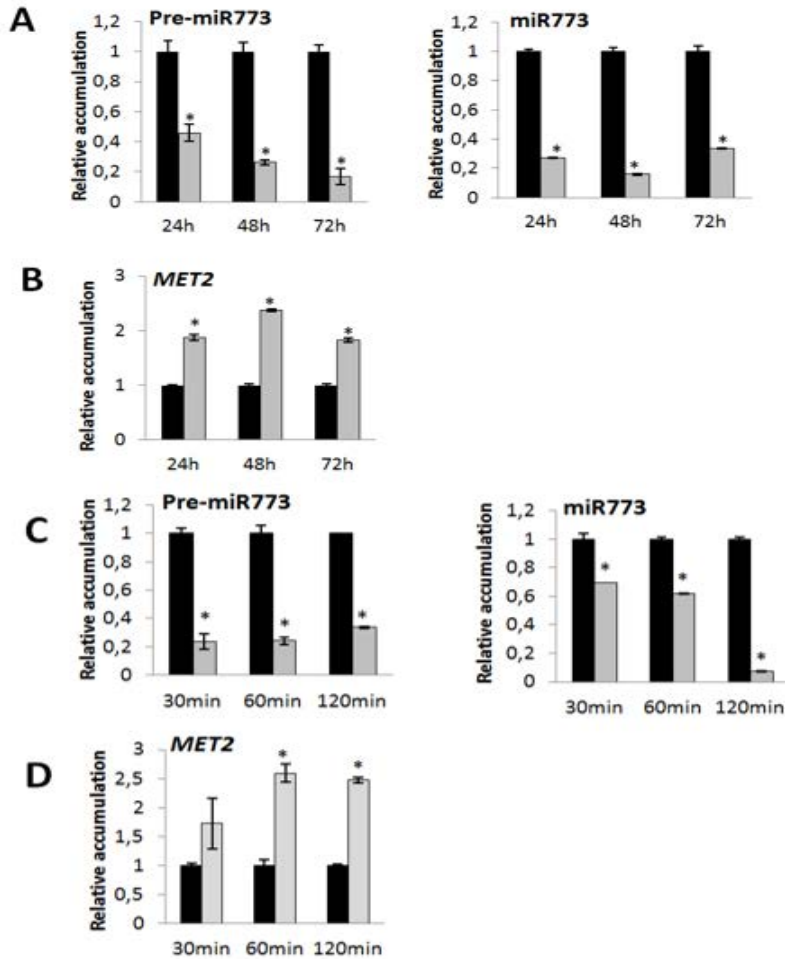 A
Pre-miR773
Relative accumulation
1,2
1
0,8
0,6
0,4
0,2
0
*
*
*
24h 48h 72h
miR773
Relative accumulation
1,2
1
0,8
0,6
0,4
0,2
0
*
*
*
24h 48h 72h
B
MET2
Relative accumulation
3
2
1
0
*
*
*
24h 48h 72h
C
Pre-miR773
Relative accumulation
1,2
1
0,8
0,6
0,4
0,2
0
*
*
*
30min 60min 120min
miR773
Relative accumulation
1,2
1
0,8
0,6
0,4
0,2
0
*
*
*
30min 60min 120min
D
MET2
Relative accumulation
3
2,5
2
1,5
1
0,5
0
*
*
30min 60min 120min